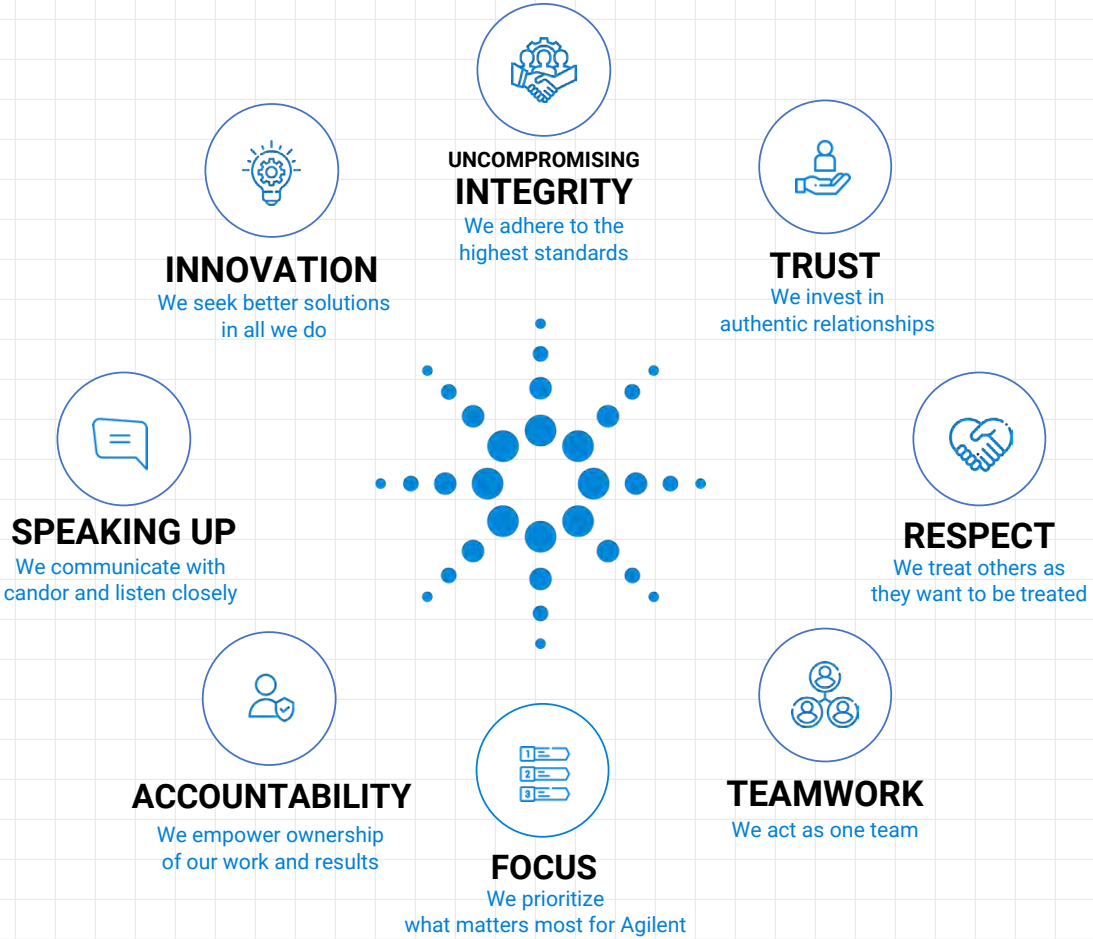 UNCOMPROMISING
INTEGRITY
We adhere to the
highest standards
TRUST
We invest in
authentic relationships
RESPECT
We treat others as
they want to be treated
TEAMWORK
We act as one team
1
2
3
FOCUS
We prioritize
what matters most for Agilent
ACCOUNTABILITY
We empower ownership
of our work and results
SPEAKING UP
We communicate with
candor and listen closely
INNOVATION
We seek better solutions
in all we do